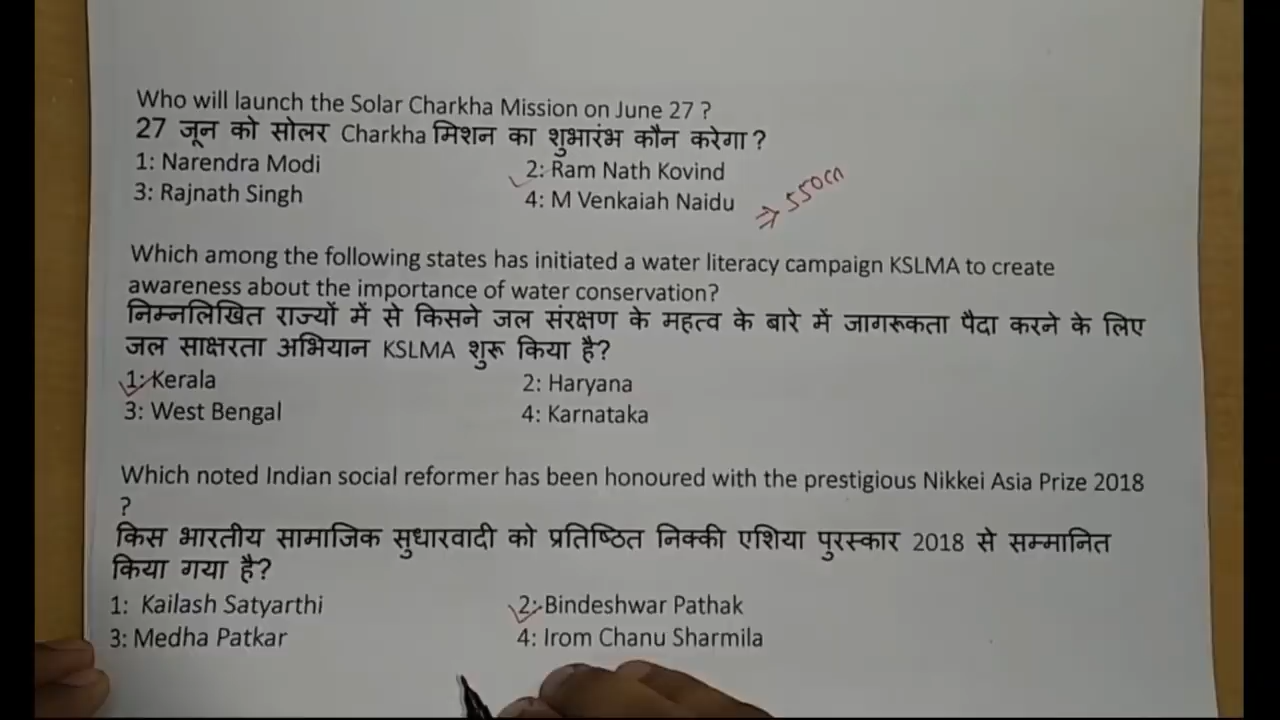 Who will launch the Solar Charkha Mission on June 27 ?
27 जून को सोलर Charkha मिशन का शुभारंभ कौन करेगा ?
1: Narendra Modi 2: Ram Nath Kovind
3: Rajnath Singh 4: M Venkaiah Naidu
⇒ 550cr
Which among the following states has initiated a water literacy campaign KSLMA to create
awareness about the importance of water conservation?
निम्नलिखित राज्यों में से किसने जल संरक्षण के महत्व के बारे में जागरूकता पैदा करने के लिए
जल साक्षरता अभियान KSLMA शुरू किया है?
1: Kerala 2: Haryana
3: West Bengal 4: Karnataka
Which noted Indian social reformer has been honoured with the prestigious Nikkei Asia Prize 2018
?
किस भारतीय सामाजिक सुधारवादी को प्रतिष्ठित निक्की एशिया पुरस्कार 2018 से सम्मानित
किया गया है?
1: Kailash Satyarthi 2: Bindeshwar Pathak
3: Medha Patkar 4: Irom Chanu Sharmila